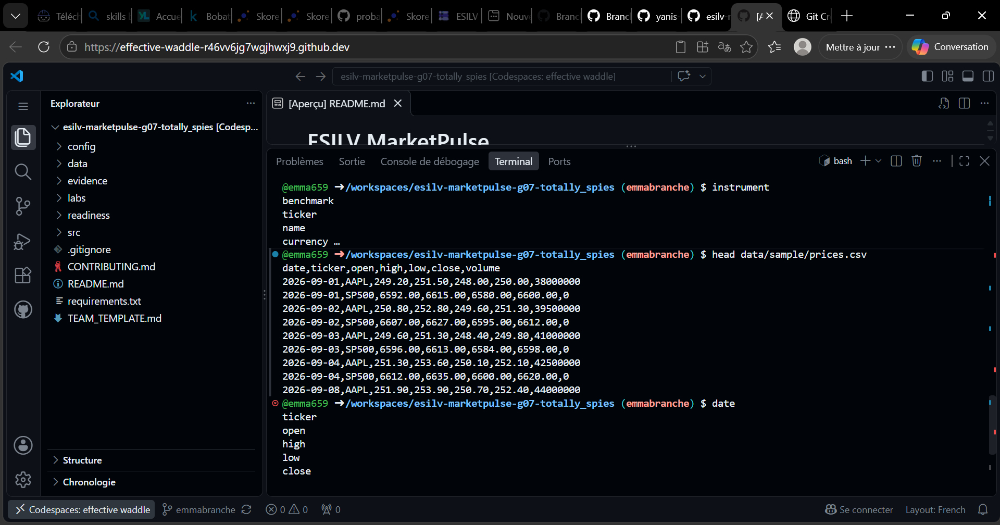 Téléch
skills
Accue
Bobat
Skore
Skore
proba
Skore
ESILV
Nouv
Branc
Branch
yanis-
esilv-r
[A
Git Cr
https://effective-waddle-r46vv6jg7wgjhwxj9.github.dev
Mettre à jour
Conversation
esilv-marketpulse-g07-totally_spies [Codespaces: effective waddle]
Explorateur
[Aperçu] README.md
esilv-marketpulse-g07-totally_spies [Codesp...
config
data
evidence
labs
readiness
src
.gitignore
CONTRIBUTING.md
README.md
requirements.txt
TEAM_TEMPLATE.md
Structure
Chronologie
ESILV MarketPulse
Problèmes Sortie Console de débogage Terminal Ports
bash
@emma659 ➜/workspaces/esilv-marketpulse-g07-totally_spies (emmabranche) $ instrument
benchmark
ticker
name
currency …
@emma659 ➜/workspaces/esilv-marketpulse-g07-totally_spies (emmabranche) $ head data/sample/prices.csv
date,ticker,open,high,low,close,volume
2026-09-01,AAPL,249.20,251.50,248.00,250.00,38000000
2026-09-01,SP500,6592.00,6615.00,6580.00,6600.00,0
2026-09-02,AAPL,250.80,252.80,249.60,251.30,39500000
2026-09-02,SP500,6607.00,6627.00,6595.00,6612.00,0
2026-09-03,AAPL,249.60,251.30,248.40,249.80,41000000
2026-09-03,SP500,6596.00,6613.00,6584.00,6598.00,0
2026-09-04,AAPL,251.30,253.60,250.10,252.10,42500000
2026-09-04,SP500,6612.00,6635.00,6600.00,6620.00,0
2026-09-08,AAPL,251.90,253.90,250.70,252.40,44000000
@emma659 ➜/workspaces/esilv-marketpulse-g07-totally_spies (emmabranche) $ date
ticker
open
high
low
close
Codespaces: effective waddle
emmabranche
0 0
0
Se connecter
Layout: French